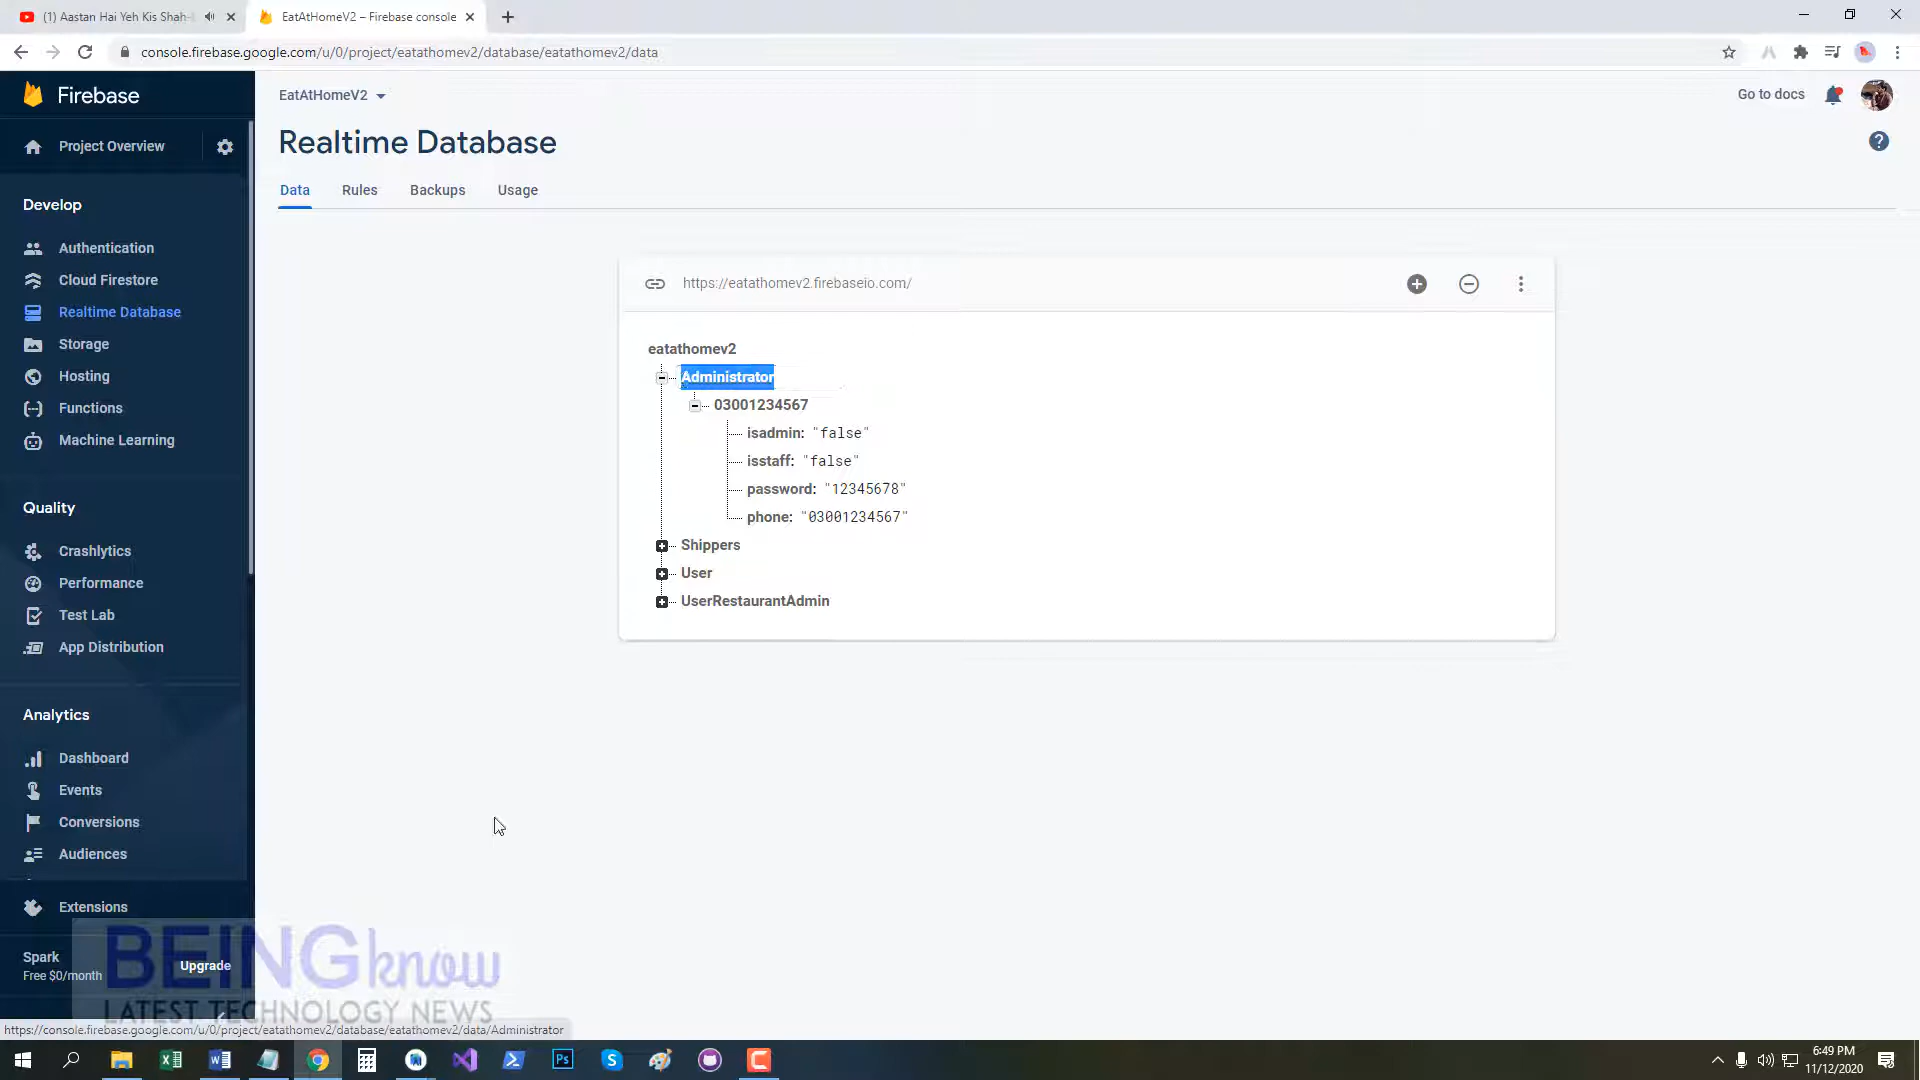 (1) Aastan Hai Yeh Kis Shah-
EatAtHomeV2 – Firebase console
console.firebase.google.com/u/0/project/eatathomev2/database/eatathomev2/data
Firebase
EatAtHomeV2
Go to docs
Project Overview
Realtime Database
Data
Rules
Backups
Usage
Develop
Authentication
Cloud Firestore
Realtime Database
Storage
Hosting
Functions
Machine Learning
Quality
Crashlytics
Performance
Test Lab
App Distribution
Analytics
Dashboard
Events
Conversions
Audiences
Extensions
Spark
Free $0/month
Upgrade
https://eatathomev2.firebaseio.com/
eatathomev2
Administrator
03001234567
isadmin: "false"
isstaff: "false"
password: "12345678"
phone: "03001234567"
Shippers
User
UserRestaurantAdmin
BEING know
LATEST TECHNOLOGY NEWS
https://console.firebase.google.com/u/0/project/eatathomev2/database/eatathomev2/data/Administrator
6:49 PM
11/12/2020